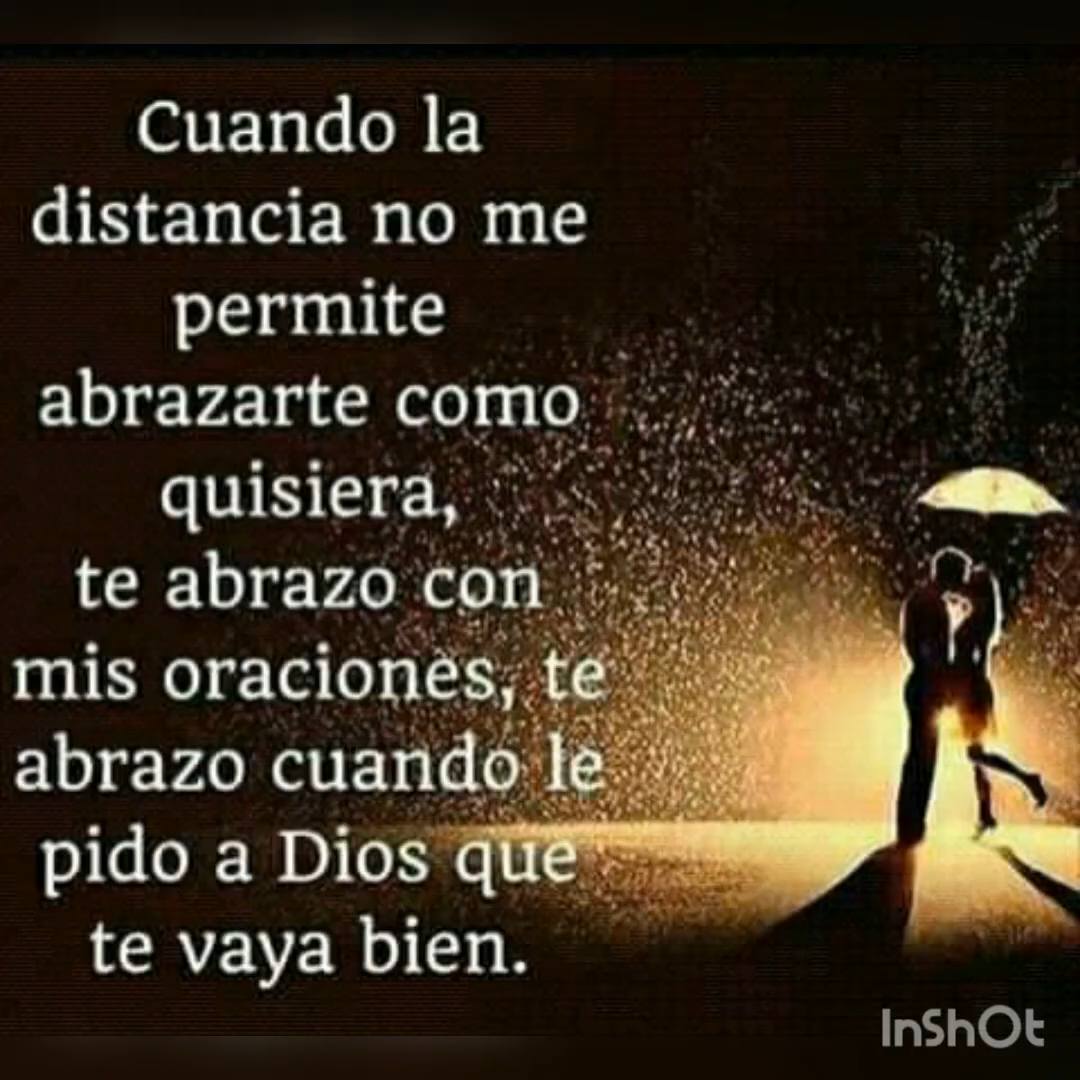 Cuando la
distancia no me
permite
abrazarte como
quisiera,
te abrazo con
mis oraciones, te
abrazo cuando le
pido a Dios que
te vaya bien.
InShOt